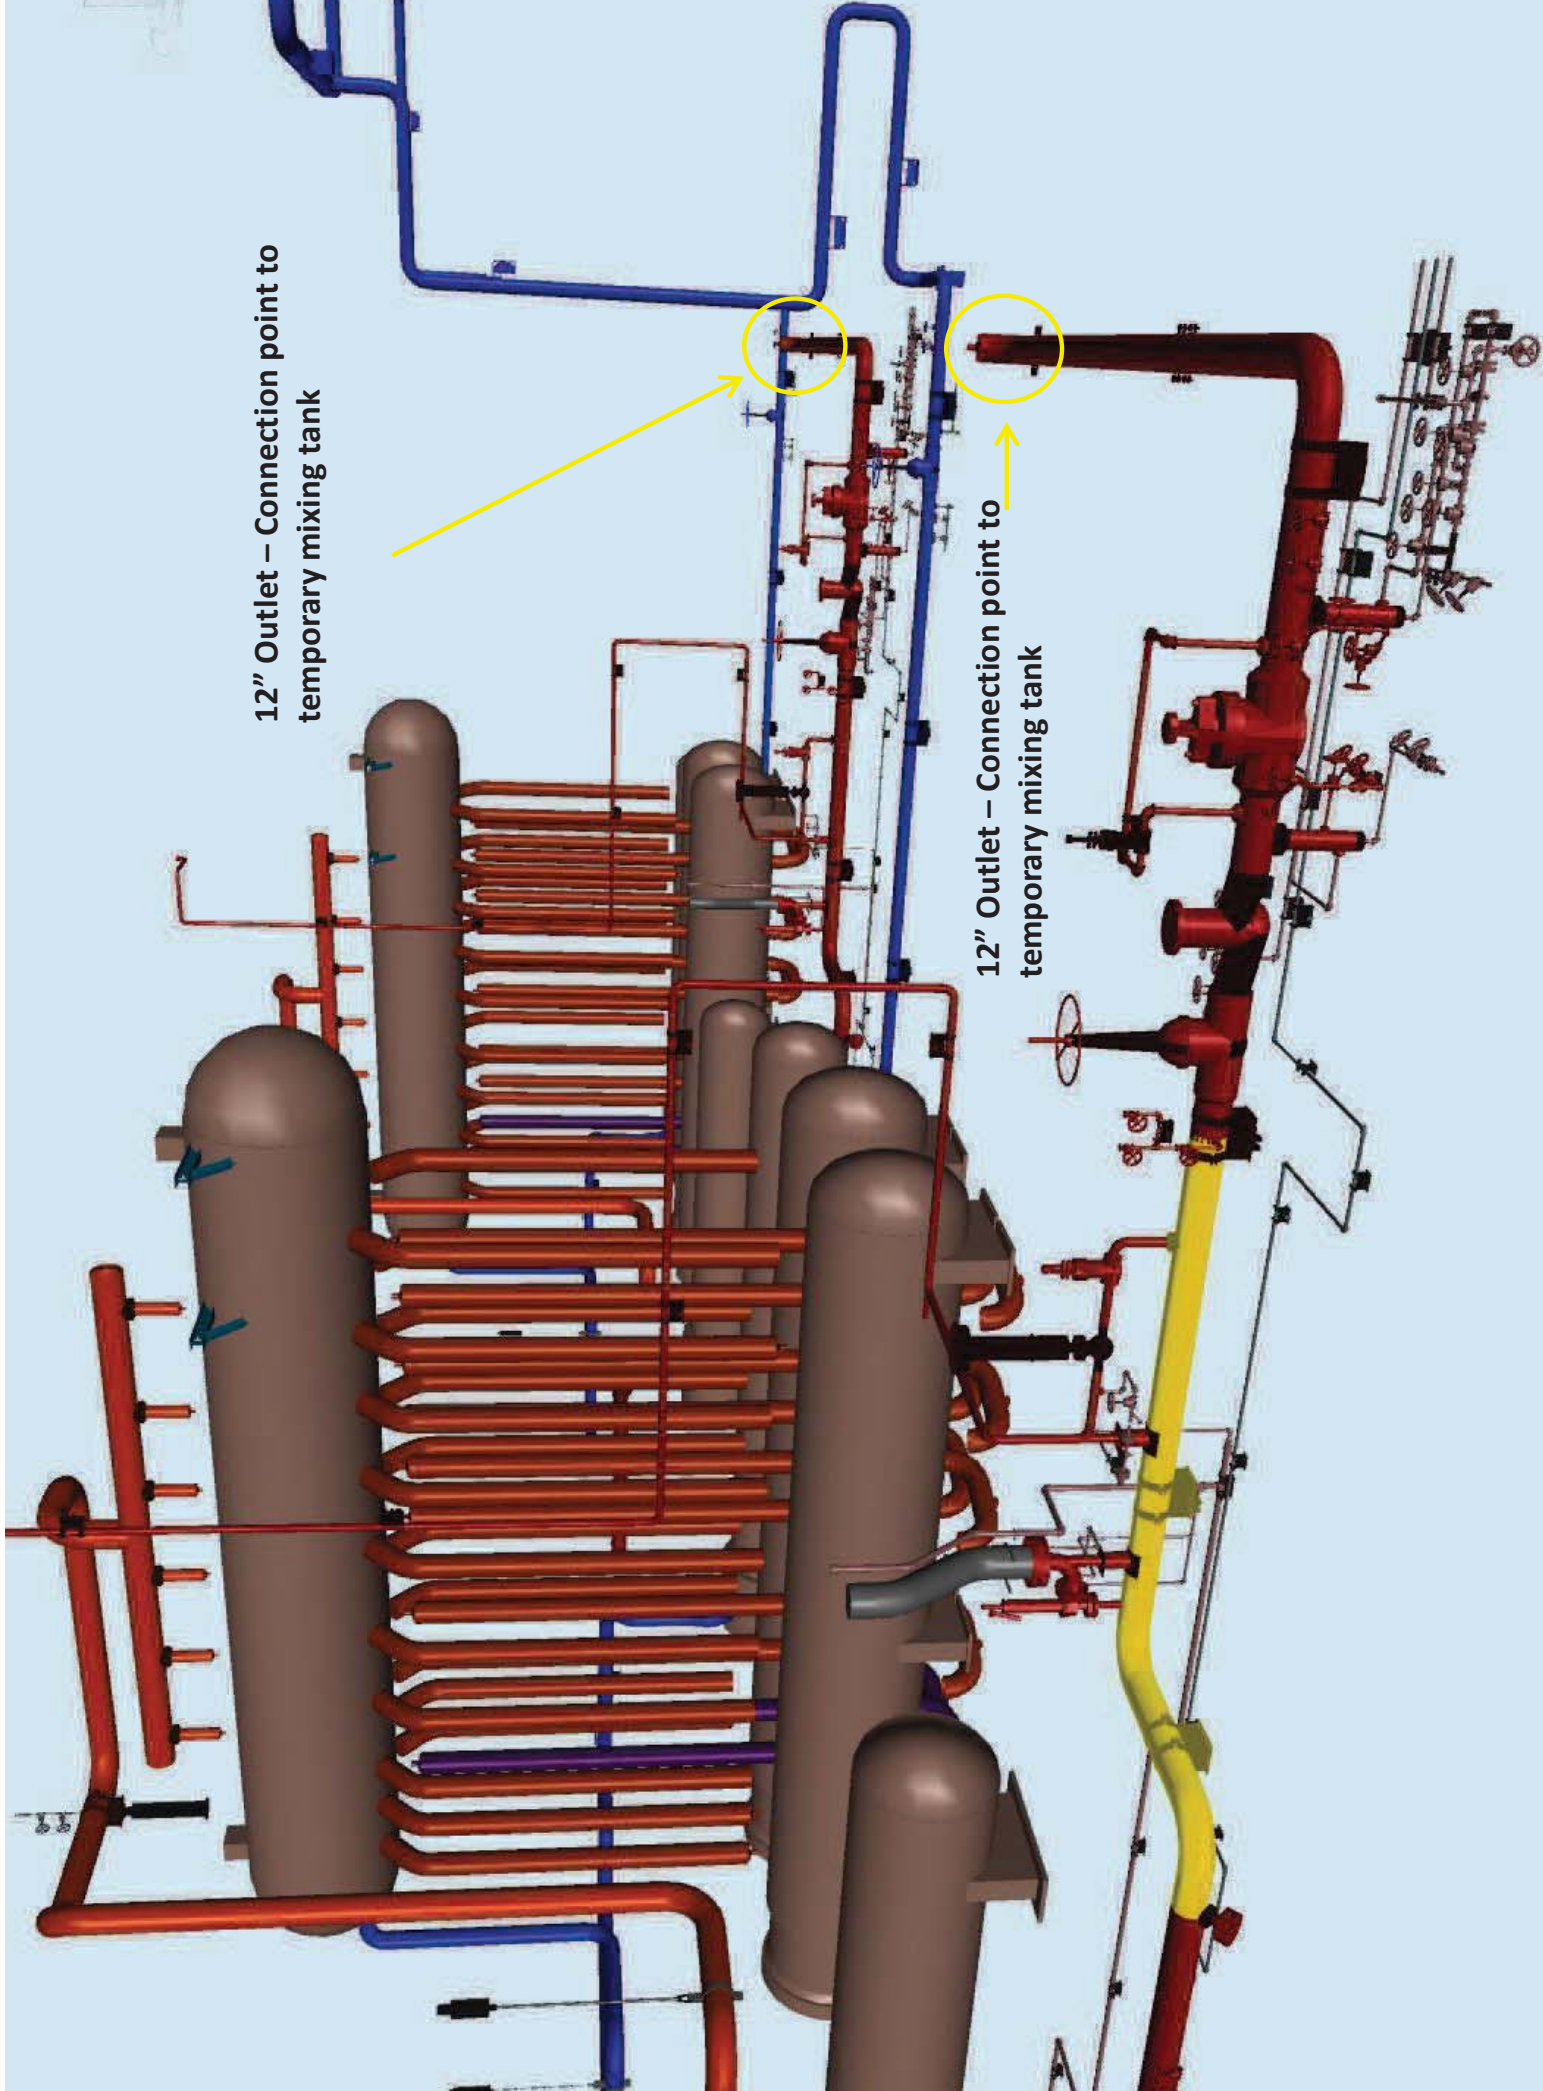 12” Outlet – Connection point to
temporary mixing tank
12” Outlet – Connection point to
temporary mixing tank